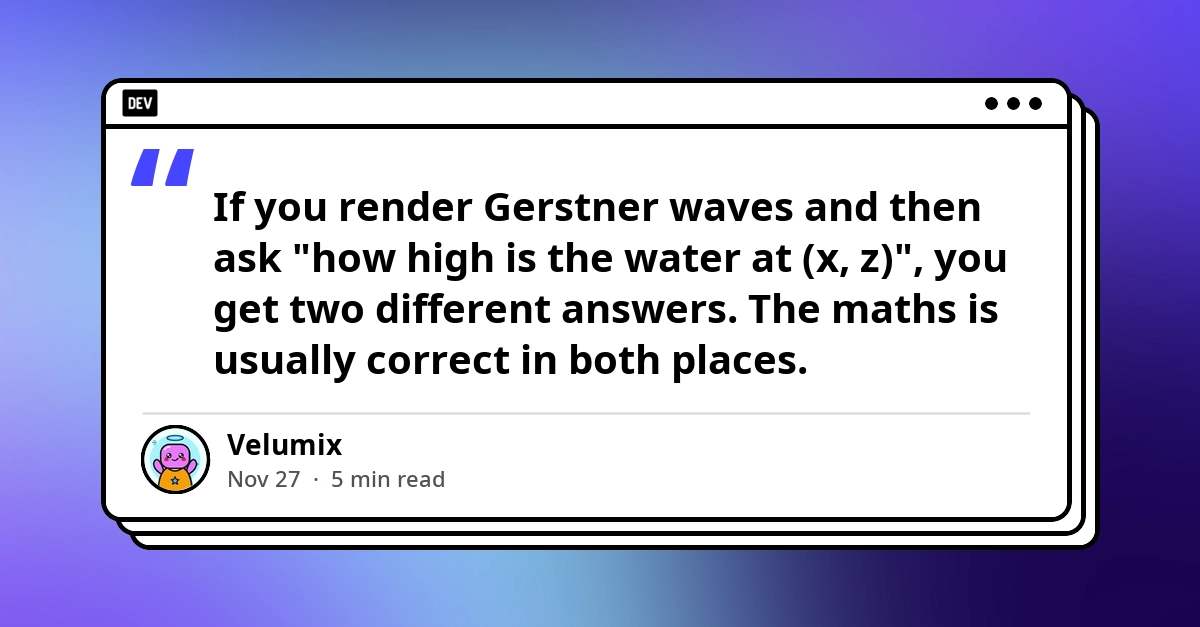 DEV
If you render Gerstner waves and then
ask "how high is the water at (x, z)", you
get two different answers. The maths is
usually correct in both places.
Velumix
Nov 27 · 5 min read